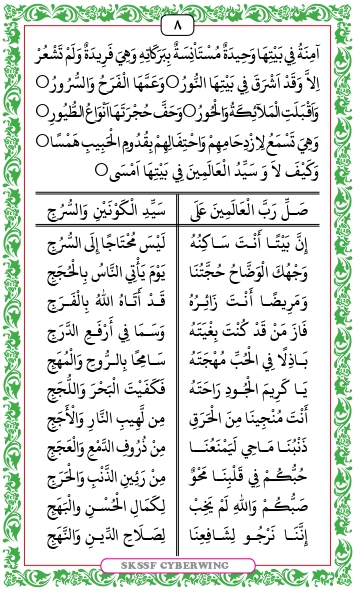 ٨
آمِنَةُ فِي بَيْتِهَا وَحِيدَةٌ مُسْتَأْنِسَةٌ بِبَرَكَاتِهِ وَهِيَ فَرِيدَةٌ وَلَمْ تَشْعُرْ
اِلاَّ وَقَدْ اَشْرَقَ فِي بَيْتِهَا النُّورُ○وَعَمَّهَا الْفَرَحُ وَالسُّرُورُ○
وَاَقْبَلَتِ الْمَلاَئِكَةُ وَالْحُورُ○وَحَفَّ حُجْرَتَهَا اَنْوَاعُ الطُّيُورِ○
وَهِيَ تَسْمَعُ لِازْدِحَامِهِمْ وَاحْتِفَالِهِمْ بِقُدُومِ الْحَبِيبِ هَمْسًا○
وَكَيْفَ لاَ وَ سَيِّدُ الْعَالَمِينَ فِي بَيْتِهَا اَمْسَى○
صَلِّ رَبَّ الْعَالَمِينَ عَلَى سَيِّدِ الْكَوْنَيْنِ وَالسُّرُجِ
إِنَّ بَيْتًا أَنْتَ سَاكِنُهُ لَيْسَ مُحْتَاجًا إِلَى السُّرُجِ
وَجْهُكَ الْوَضَّاحُ حُجَّتُنَا يَوْمَ يَأْتِي النَّاسُ بِالْحُجَجِ
وَمَرِيضًا أَنْتَ زَائِرُهُ قَدْ أَتَاهُ اللهُ بِالْفَرَجِ
فَازَ مَنْ قَدْ كُنْتَ بِغْيَتَهُ وَسَمَا فِي أَرْفَعِ الدَّرَجِ
بَاذِلًا فِي الْحُبِّ مُهْجَتَهُ سَامِحًا بِالرُّوحِ وَالْمُهَجِ
يَا كَرِيمَ الْجُودِ رَاحَتُهُ فَكَفَيْتَ الْبَحْرَ وَاللُّجَجِ
أَنْتَ مُنْجِينَا مِنَ الْحَرَقِ مِن لَّهِيبِ النَّارِ وَالْأَجَجِ
ذَنْبُنَا مَاحِي لَيَمْنَعُنَا مِنْ ذُرُوفِ الدَّمْعِ وَالْعَجَجِ
حُبُّكُمْ فِي قَلْبِنَا مَحْوٌ مِنْ رَئِينِ الذَّنْبِ وَالْحَرَجِ
صَبُّكُمْ وَاللهِ لَمْ يَخِبْ لِكَمَالِ الْحُسْنِ والْبَهَجِ
إِنَّنَا نَرْجُو لِشَافِعِنَا لِصَلَاحِ الدِّينِ وَالنَّهَجِ
SKSSF CYBERWING